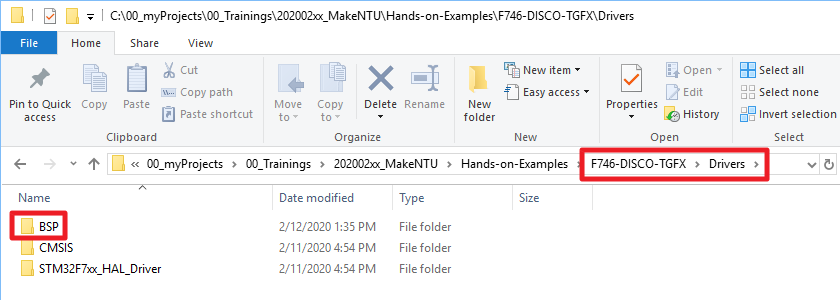 C:\00_myProjects\00_Trainings\202002xx_MakeNTU\Hands-on-Examples\F746-DISCO-TGFX\Drivers
File Home Share View
Pin to Quick access
Copy
Paste
Cut
Copy path
Paste shortcut
Clipboard
Move to
Copy to
Delete
Rename
Organize
New folder
New item
Easy access
New
Properties
Open
Edit
History
Open
Select all
Select none
Invert selection
Select
« 00_myProjects > 00_Trainings > 202002xx_MakeNTU > Hands-on-Examples > F746-DISCO-TGFX > Drivers >
Name Date modified Type Size
BSP 2/12/2020 1:35 PM File folder
CMSIS 2/11/2020 4:54 PM File folder
STM32F7xx_HAL_Driver 2/11/2020 4:54 PM File folder